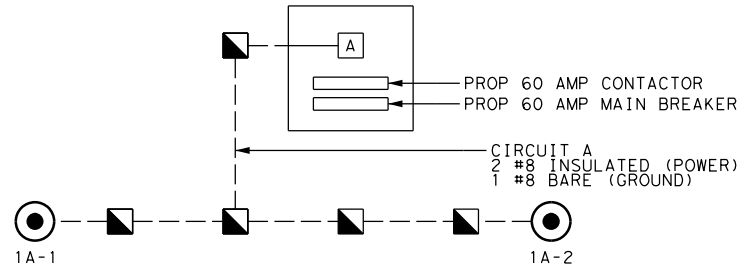 A
PROP 60 AMP CONTACTOR
PROP 60 AMP MAIN BREAKER
CIRCUIT A
2 #8 INSULATED (POWER)
1 #8 BARE (GROUND)
1A-1
1A-2